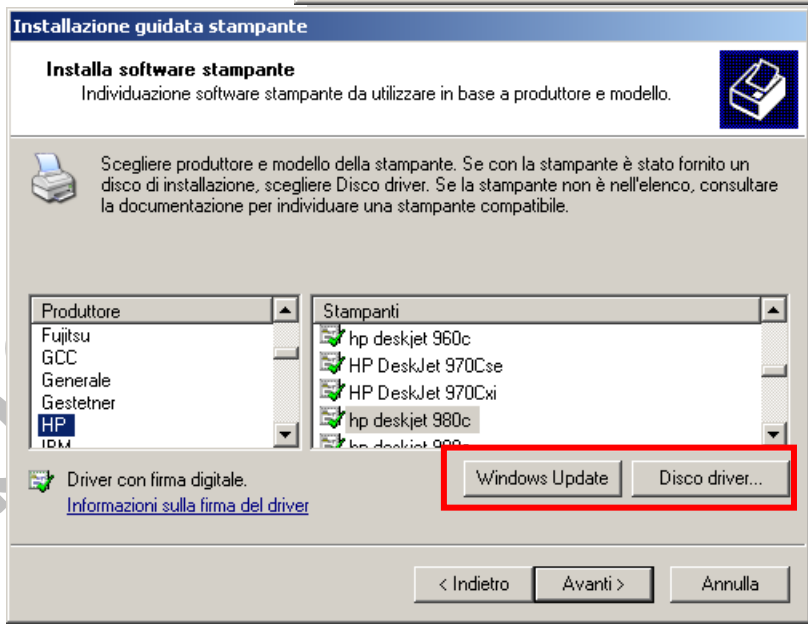 Installazione guidata stampante
Installa software stampante
Individuazione software stampante da utilizzare in base a produttore e modello.
Scegliere produttore e modello della stampante. Se con la stampante è stato fornito un
disco di installazione, scegliere Disco driver. Se la stampante non è nell'elenco, consultare
la documentazione per individuare una stampante compatibile.
Produttore
Fujitsu
GCC
Generale
Gestetner
HP
IBM
Stampanti
hp deskjet 960c
HP DeskJet 970Cse
HP DeskJet 970Cxi
hp deskjet 980c
hp deskjet
Driver con firma digitale.
Informazioni sulla firma del driver
Windows Update
Disco driver...
< Indietro
Avanti >
Annulla